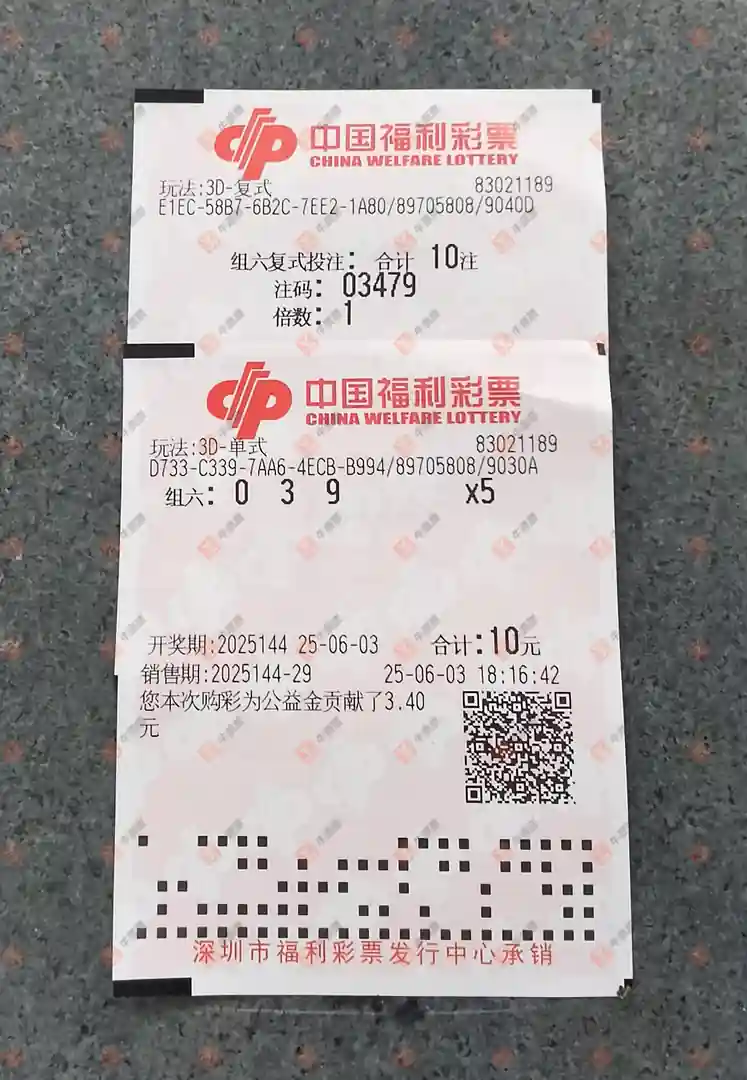 中国福利彩票
CHINA WELFARE LOTTERY
玩法:3D-复式 83021189
E1EC-58B7-6B2C-7EE2-1A80/89705808/9040D
组六复式投注: 合计 10注
注码: 03479
倍数: 1
中国福利彩票
CHINA WELFARE LOTTERY
玩法:3D-单式 83021189
D733-C339-7AA6-4ECB-B994/89705808/9030A
组六: 0 3 9 x5
开奖期:2025144 25-06-03 合计:10元
销售期:2025144-29 25-06-03 18:16:42
您本次购彩为公益金贡献了3.40
元
深圳市福利彩票发行中心承销